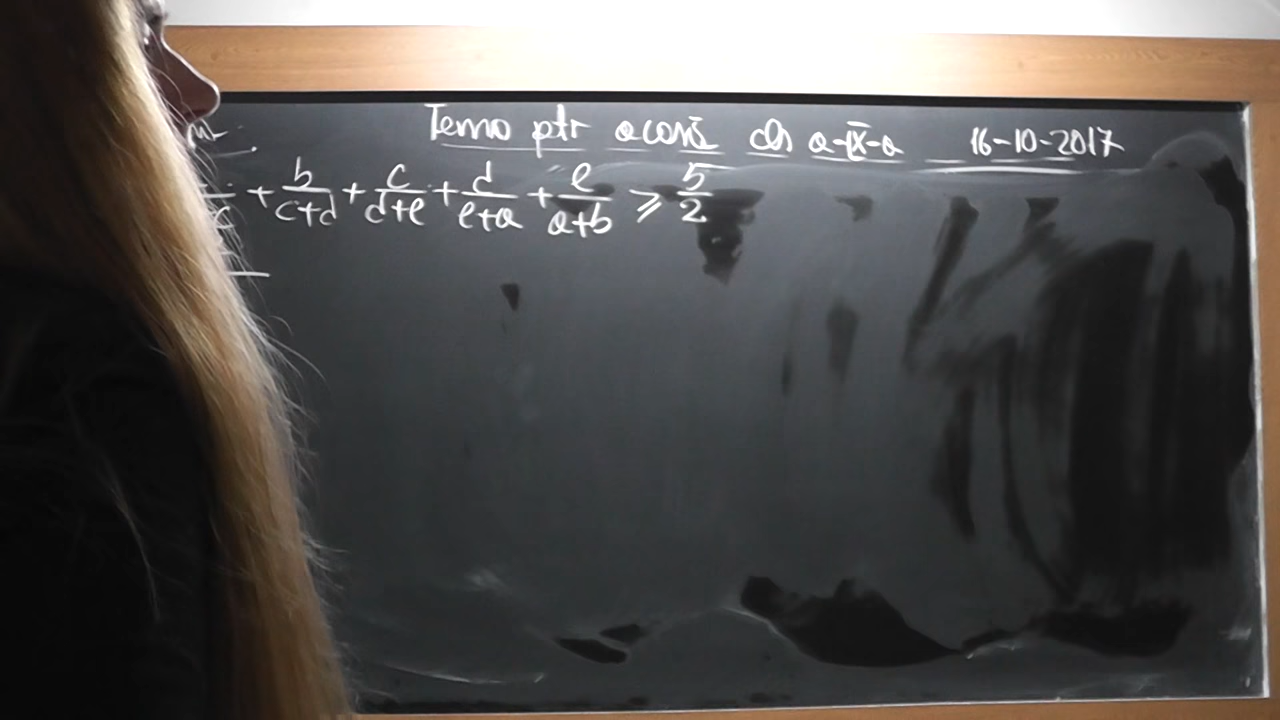 Temă ptr acasă cls a-IX-a 16-10-2017
+ b/(c+d) + c/(d+e) + d/(e+a) + e/(a+b) ⩾ 5/2